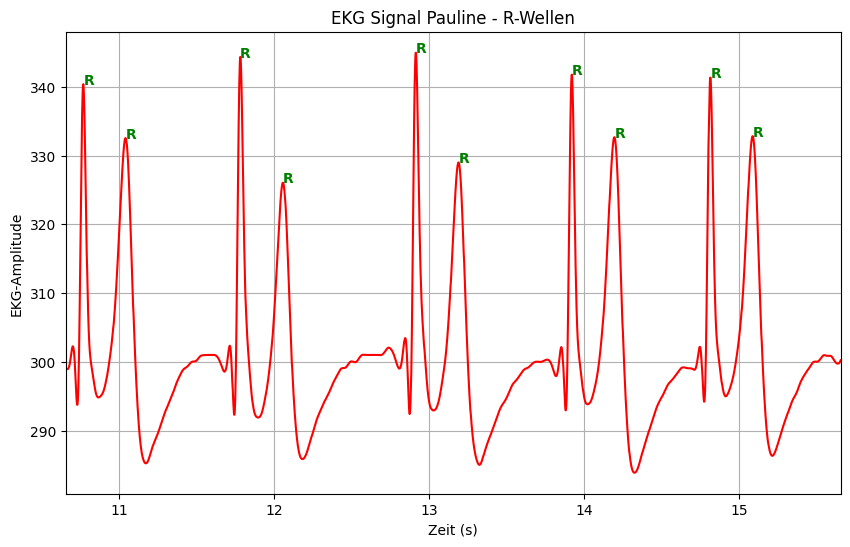 EKG Signal Pauline - R-Wellen
EKG-Amplitude
340
330
320
310
300
290
R
R
R
R
R
R
R
R
R
R
11
12
13
14
15
Zeit (s)